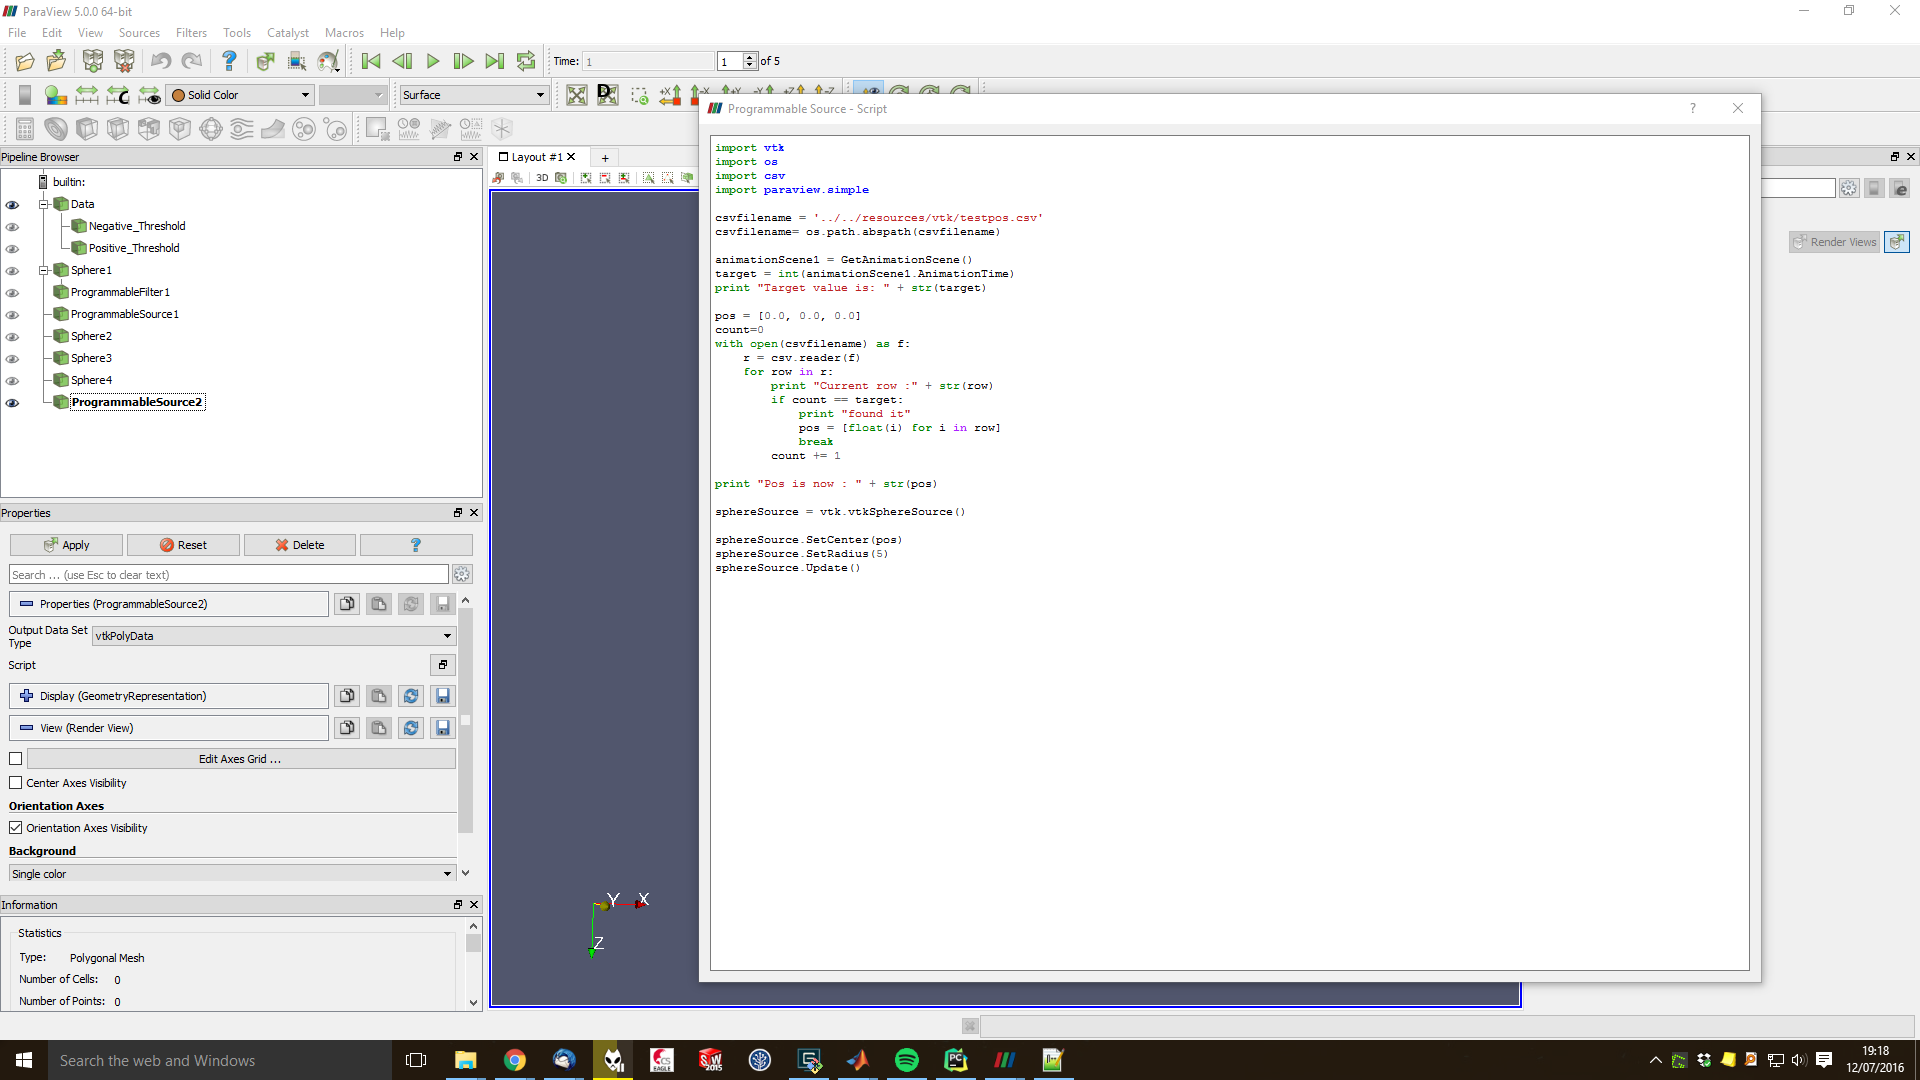 ParaView 5.0.0 64-bit
File Edit View Sources Filters Tools Catalyst Macros Help
Time: 1 1 of 5
Solid Color Surface
Programmable Source - Script
Pipeline Browser
Layout #1
3D
builtin:
Data
Negative_Threshold
Positive_Threshold
Sphere1
ProgrammableFilter1
ProgrammableSource1
Sphere2
Sphere3
Sphere4
ProgrammableSource2
import vtk
import os
import csv
import paraview.simple
csvfilename = '../../resources/vtk/testpos.csv'
csvfilename= os.path.abspath(csvfilename)
animationScene1 = GetAnimationScene()
target = int(animationScene1.AnimationTime)
print "Target value is: " + str(target)
pos = [0.0, 0.0, 0.0]
count=0
with open(csvfilename) as f:
r = csv.reader(f)
for row in r:
print "Current row :" + str(row)
if count == target:
print "found it"
pos = [float(i) for i in row]
break
count += 1
print "Pos is now : " + str(pos)
sphereSource = vtk.vtkSphereSource()
sphereSource.SetCenter(pos)
sphereSource.SetRadius(5)
sphereSource.Update()
Render Views
Properties
Apply Reset Delete ?
Search ... (use Esc to clear text)
Properties (ProgrammableSource2)
Output Data Set Type vtkPolyData
Script
Display (GeometryRepresentation)
View (Render View)
Edit Axes Grid ...
Center Axes Visibility
Orientation Axes
Orientation Axes Visibility
Background
Single color
Y X
Z
Information
Statistics
Type: Polygonal Mesh
Number of Cells: 0
Number of Points: 0
Search the web and Windows
19:18
12/07/2016